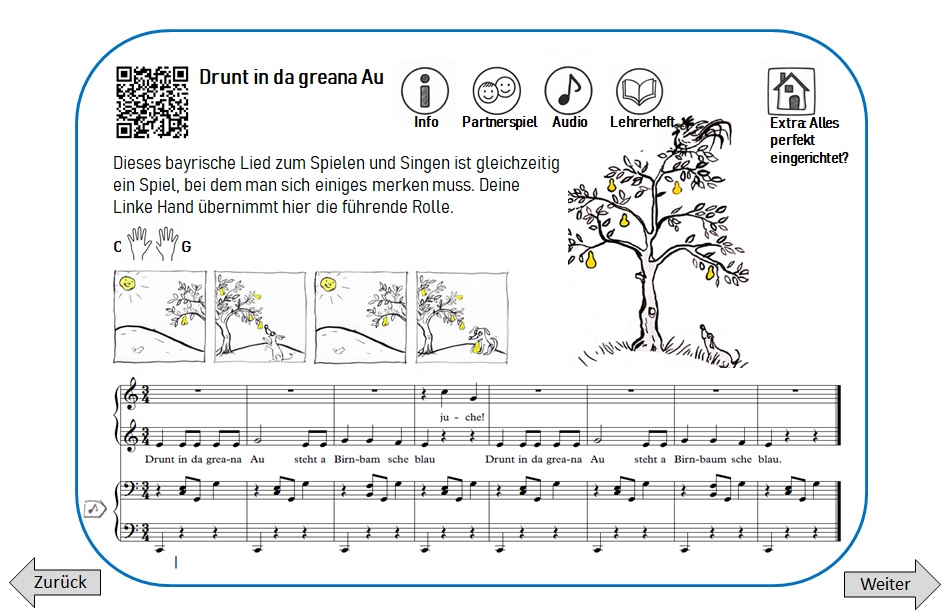 Drunt in da greana Au
Info
Partnerspiel
Audio
Lehrerheft
Extra: Alles
perfekt
eingerichtet?
Dieses bayrische Lied zum Spielen und Singen ist gleichzeitig
ein Spiel, bei dem man sich einiges merken muss. Deine
Linke Hand übernimmt hier die führende Rolle.
C G
ju - che!
Drunt in da grea-na Au steht a Birn-bam sche blau Drunt in da grea-na Au steht a Birn-baum sche blau.
I
Zurück
Weiter